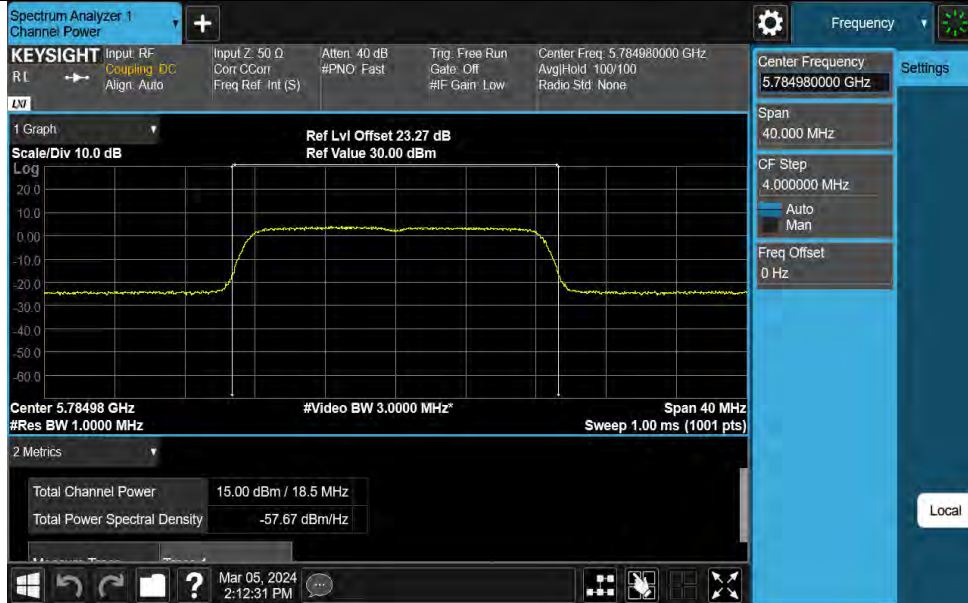 Spectrum Analyzer 1
Channel Power
+
Frequency
KEYSIGHT
Input: RF
Coupling: DC
Align: Auto
Input Z: 50 Ω
Corr CCorr
Freq Ref: Int (S)
Atten: 40 dB
#PNO: Fast
Trig: Free Run
Gate: Off
#IF Gain: Low
Center Freq: 5.784980000 GHz
Avg|Hold: 100/100
Radio Std: None
LXI
Center Frequency
5.784980000 GHz
Settings
Span
40.000 MHz
CF Step
4.000000 MHz
Auto
Man
Freq Offset
0 Hz
1 Graph
Scale/Div 10.0 dB
Ref Lvl Offset 23.27 dB
Ref Value 30.00 dBm
Log
20.0
10.0
0.00
-10.0
-20.0
-30.0
-40.0
-50.0
-60.0
Center 5.78498 GHz
#Video BW 3.0000 MHz*
Span 40 MHz
#Res BW 1.0000 MHz
Sweep 1.00 ms (1001 pts)
2 Metrics
Total Channel Power
15.00 dBm / 18.5 MHz
Total Power Spectral Density
-57.67 dBm/Hz
Local
?
Mar 05, 2024
2:12:31 PM